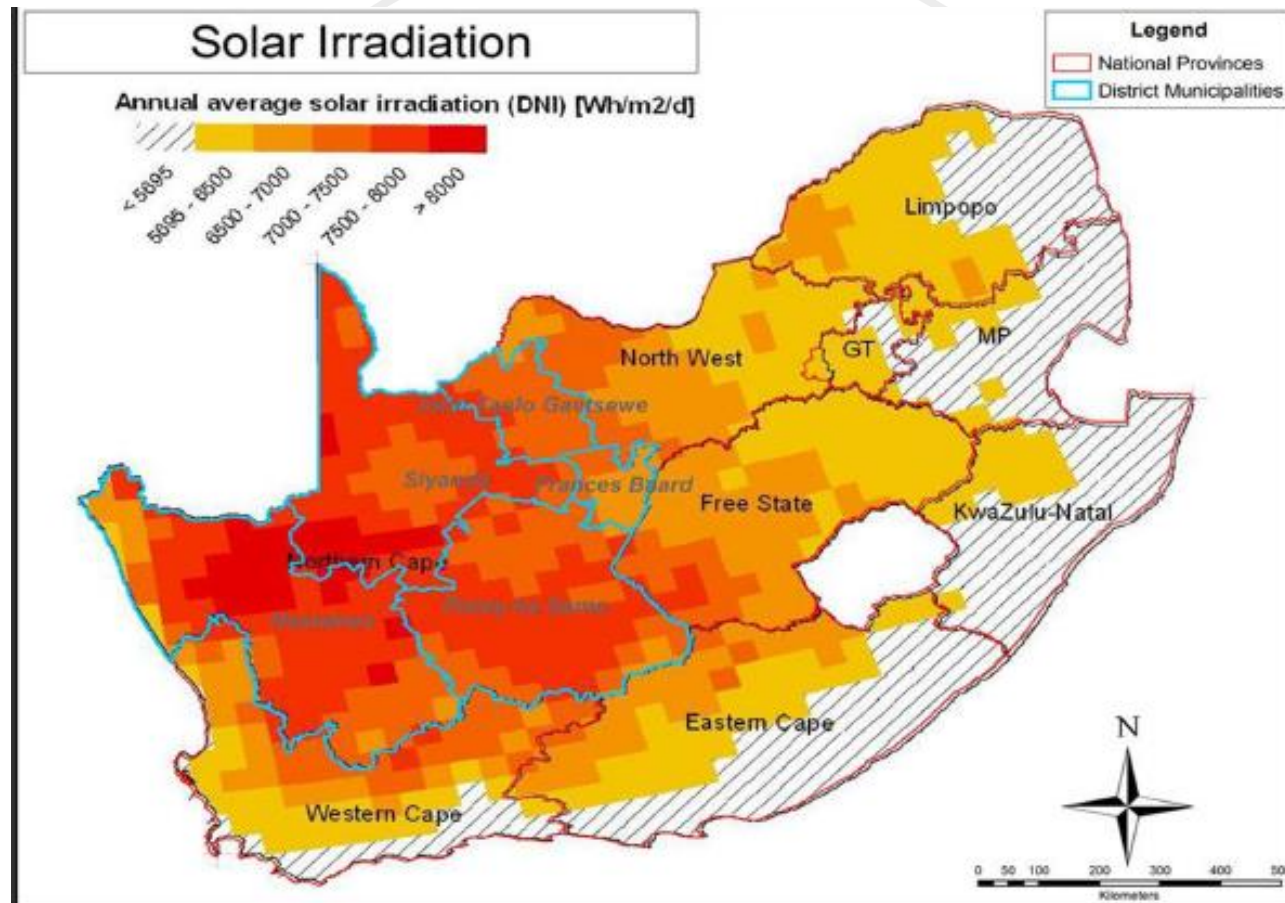 Solar Irradiation
Legend
National Provinces
District Municipalities
Annual average solar irradiation (DNI) [Wh/m2/d]
< 5695
5695 - 6500
6500 - 7000
7000 - 7500
7500 - 8000
> 8000
Limpopo
MP
GT
North West
Gaetsewe
Siyanda
Frances Baard
Free State
KwaZulu-Natal
Northern Cape
Eastern Cape
Western Cape
N
0 50 100 200 300 400 500
Kilometers